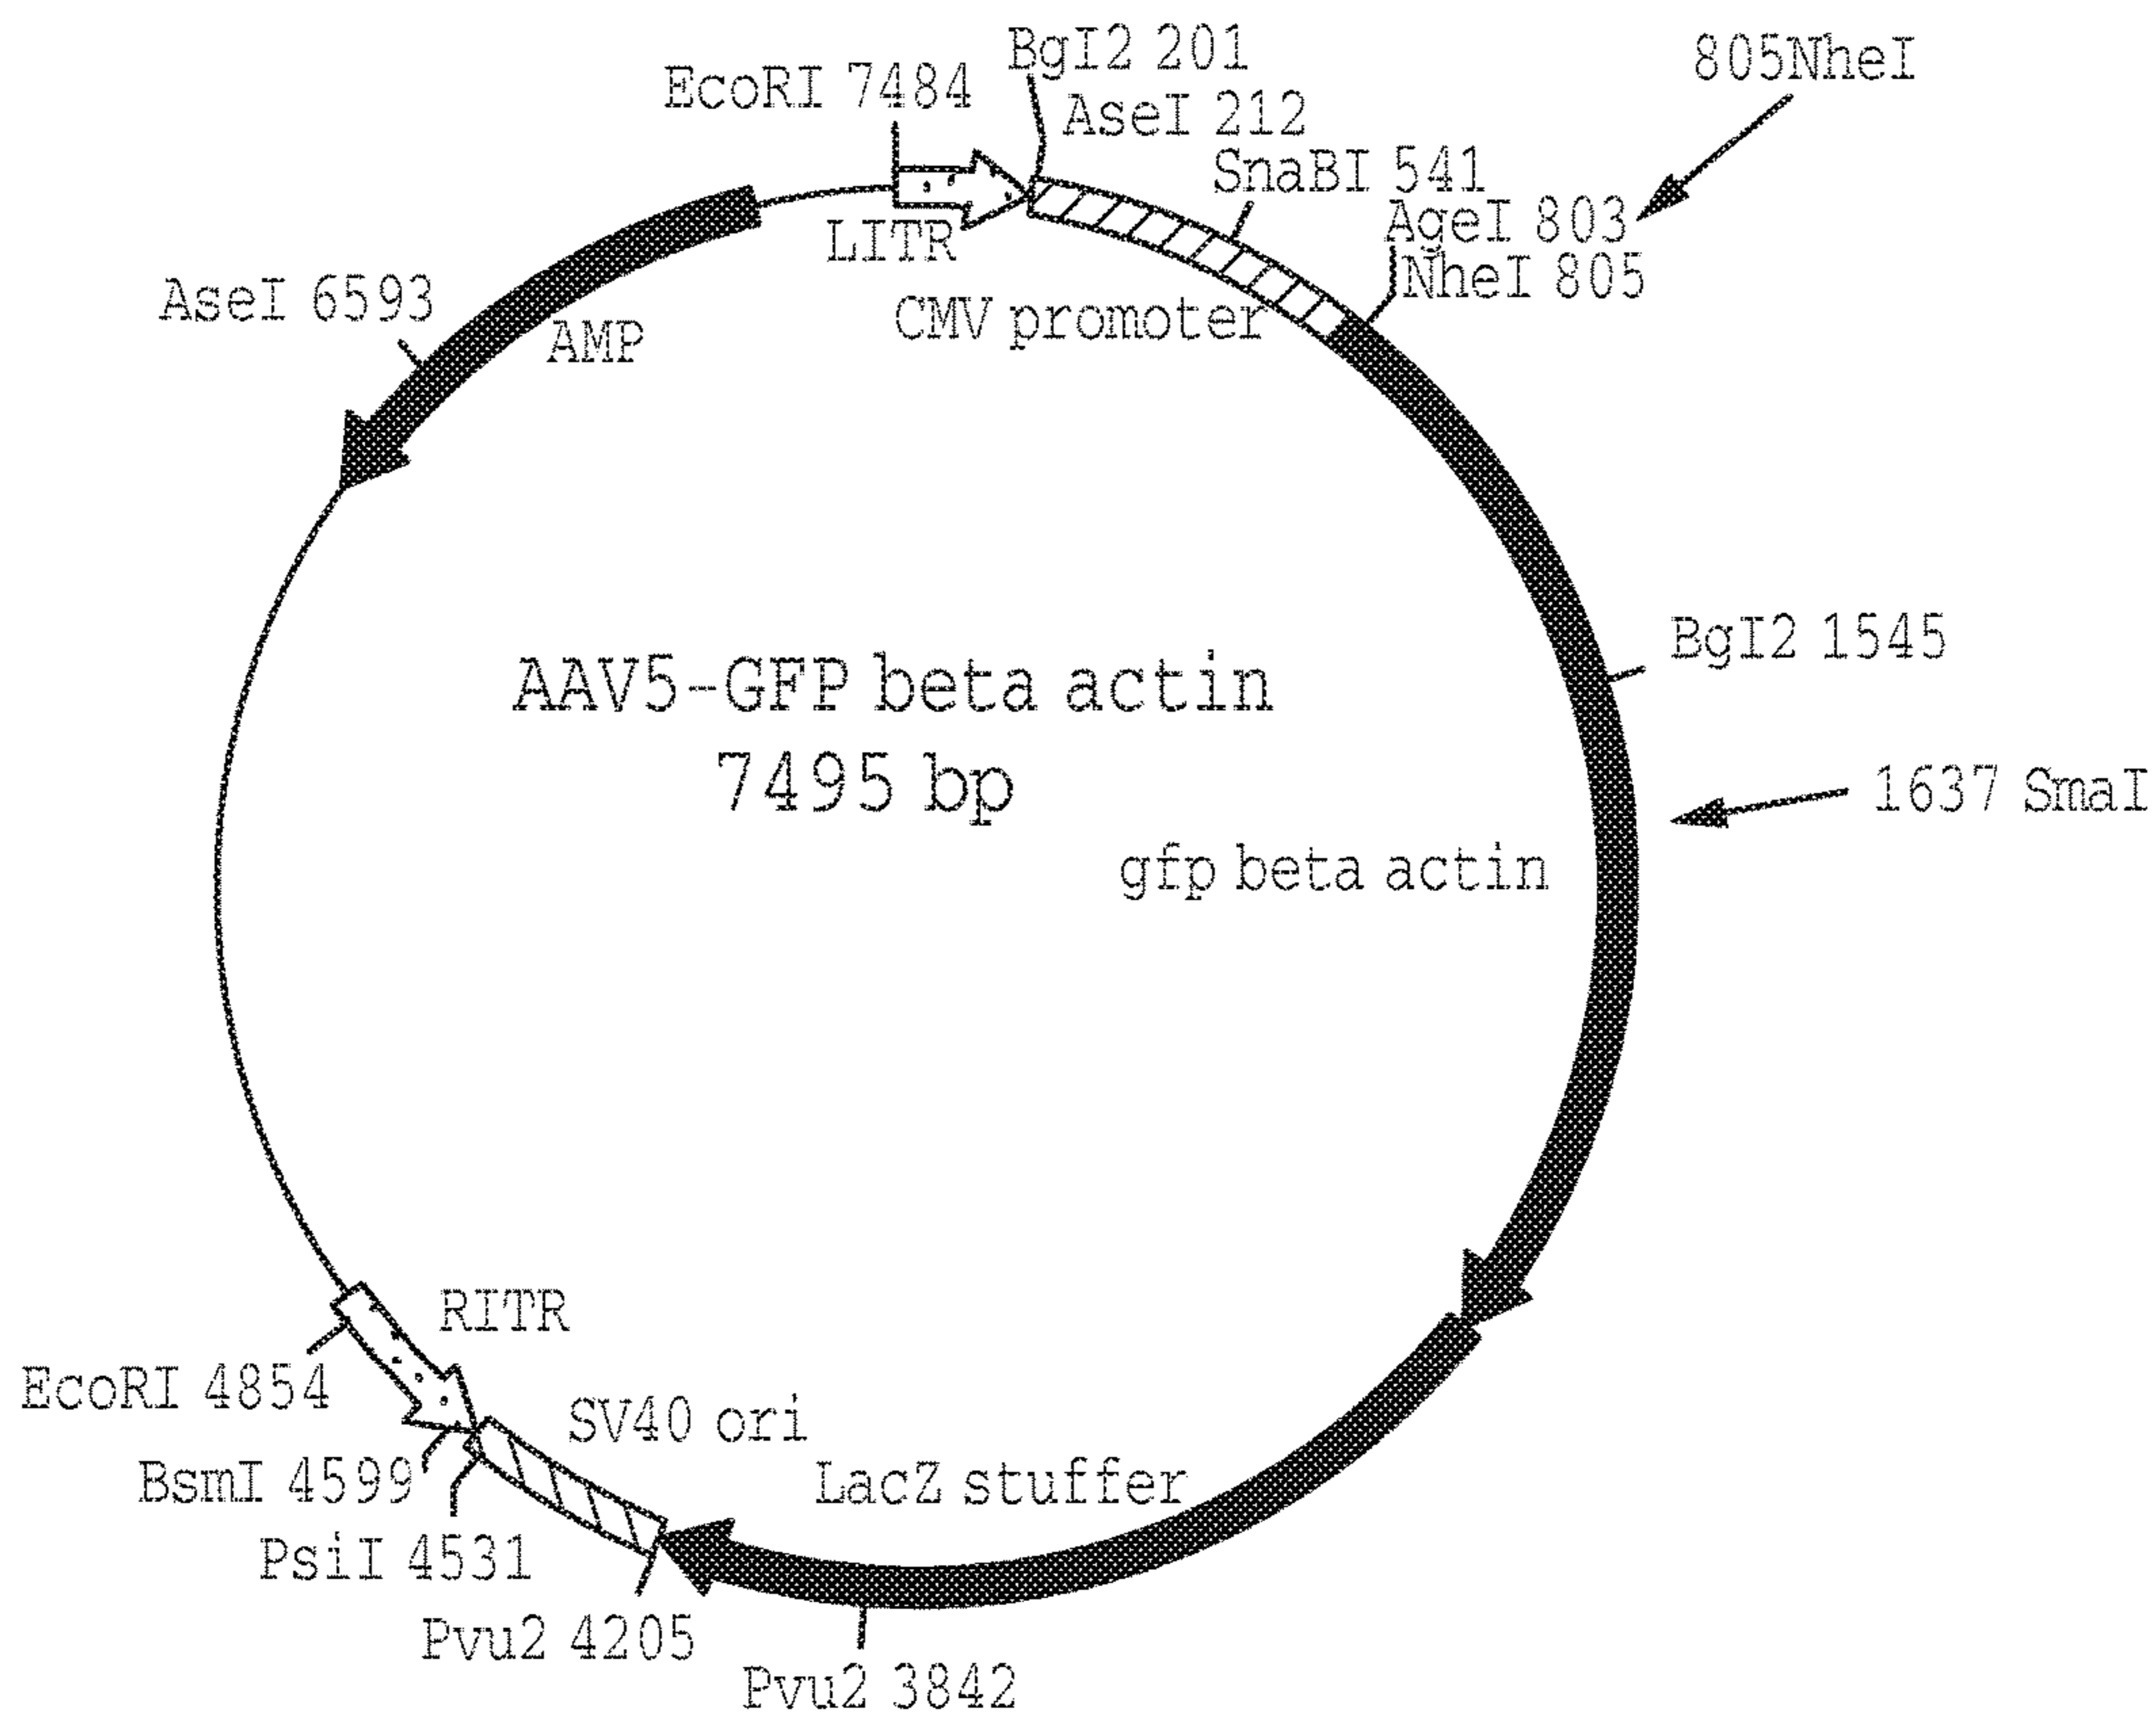 EcoRI 7484
BgI2 201
AseI 212
SnaBI 541
AgeI 803
NheI 805
805NheI
LITR
CMV promoter
AseI 6593
AMP
AAV5-GFP beta actin
7495 bp
BgI2 1545
1637 SmaI
gfp beta actin
RITR
EcoRI 4854
SV40 ori
BsmI 4599
LacZ stuffer
PsiI 4531
Pvu2 4205
Pvu2 3842